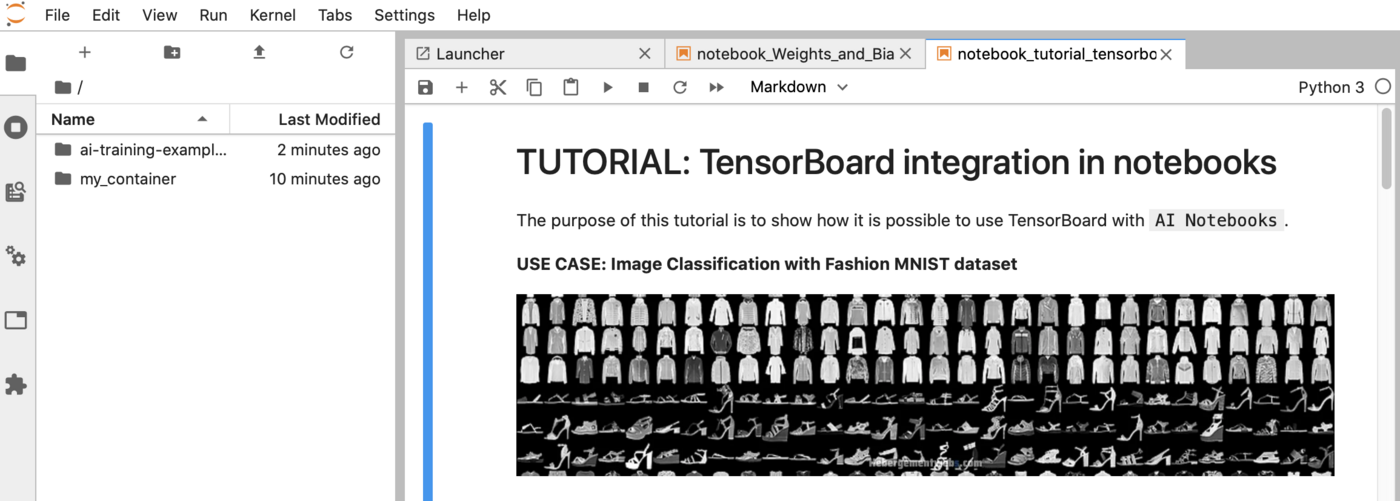 File Edit View Run Kernel Tabs Settings Help
Launcher
notebook_Weights_and_Bia
notebook_tutorial_tensorbo
/
Markdown
Python 3
Name Last Modified
ai-training-exampl... 2 minutes ago
my_container 10 minutes ago
TUTORIAL: TensorBoard integration in notebooks
The purpose of this tutorial is to show how it is possible to use TensorBoard with AI Notebooks.
USE CASE: Image Classification with Fashion MNIST dataset